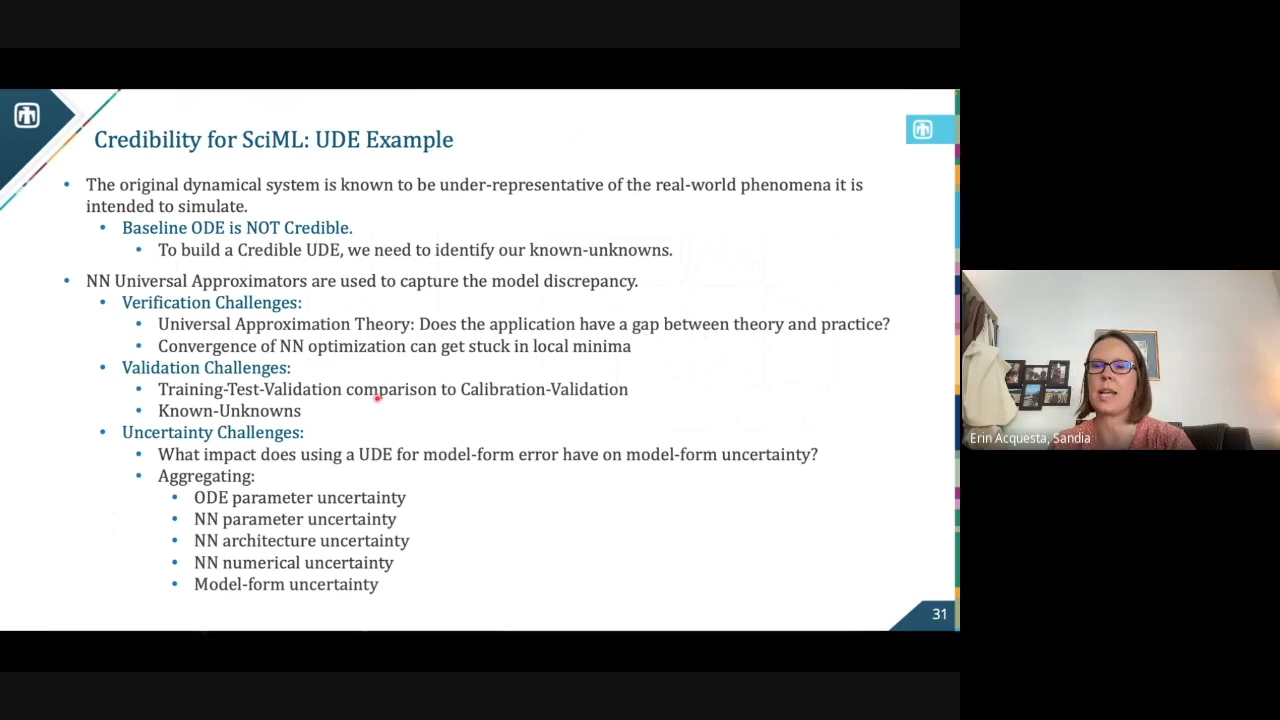 Credibility for SciML: UDE Example
• The original dynamical system is known to be under-representative of the real-world phenomena it is
intended to simulate.
• Baseline ODE is NOT Credible.
• To build a Credible UDE, we need to identify our known-unknowns.
• NN Universal Approximators are used to capture the model discrepancy.
• Verification Challenges:
• Universal Approximation Theory: Does the application have a gap between theory and practice?
• Convergence of NN optimization can get stuck in local minima
• Validation Challenges:
• Training-Test-Validation comparison to Calibration-Validation
• Known-Unknowns
• Uncertainty Challenges:
• What impact does using a UDE for model-form error have on model-form uncertainty?
• Aggregating:
• ODE parameter uncertainty
• NN parameter uncertainty
• NN architecture uncertainty
• NN numerical uncertainty
• Model-form uncertainty
31
Erin Acquesta, Sandia